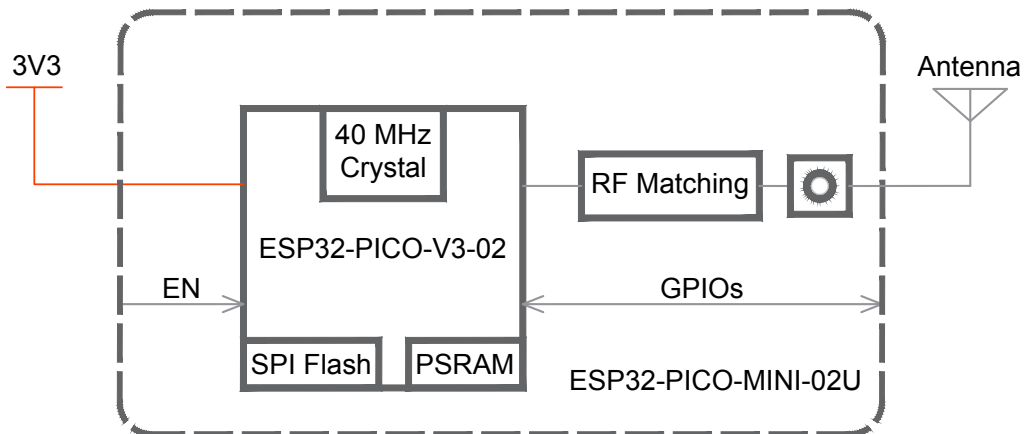 3V3
Antenna
40 MHz
Crystal
RF Matching
ESP32-PICO-V3-02
EN
GPIOs
SPI Flash
PSRAM
ESP32-PICO-MINI-02U